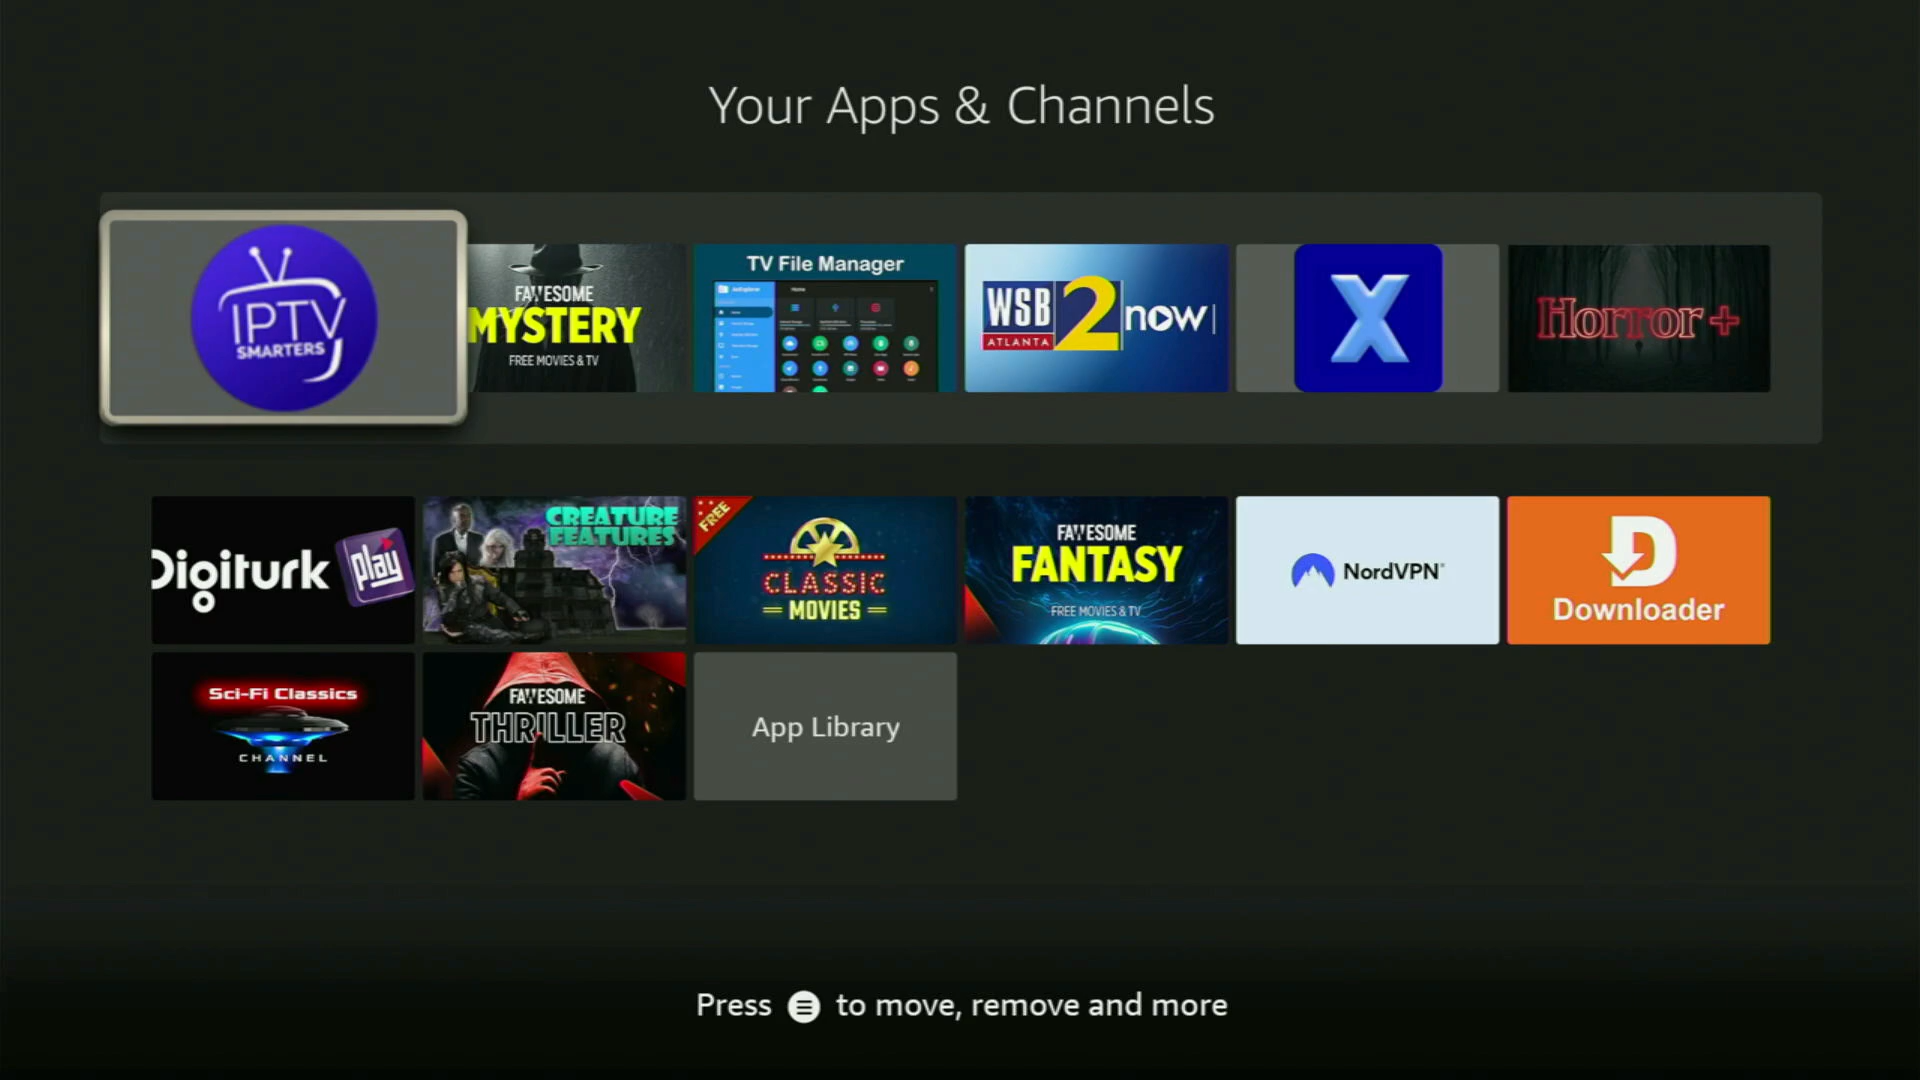 Your Apps & Channels
IPTV
SMARTERS
FAWESOME
MYSTERY
FREE MOVIES & TV
TV File Manager
Home
WSB
ATLANTA
2
now
X
Horror+
Digiturk
play
CREATURE
FEATURES
FREE
CLASSIC
MOVIES
FAWESOME
FANTASY
FREE MOVIES & TV
NordVPN®
D
Downloader
Sci-Fi Classics
CHANNEL
FAWESOME
THRILLER
App Library
Press to move, remove and more